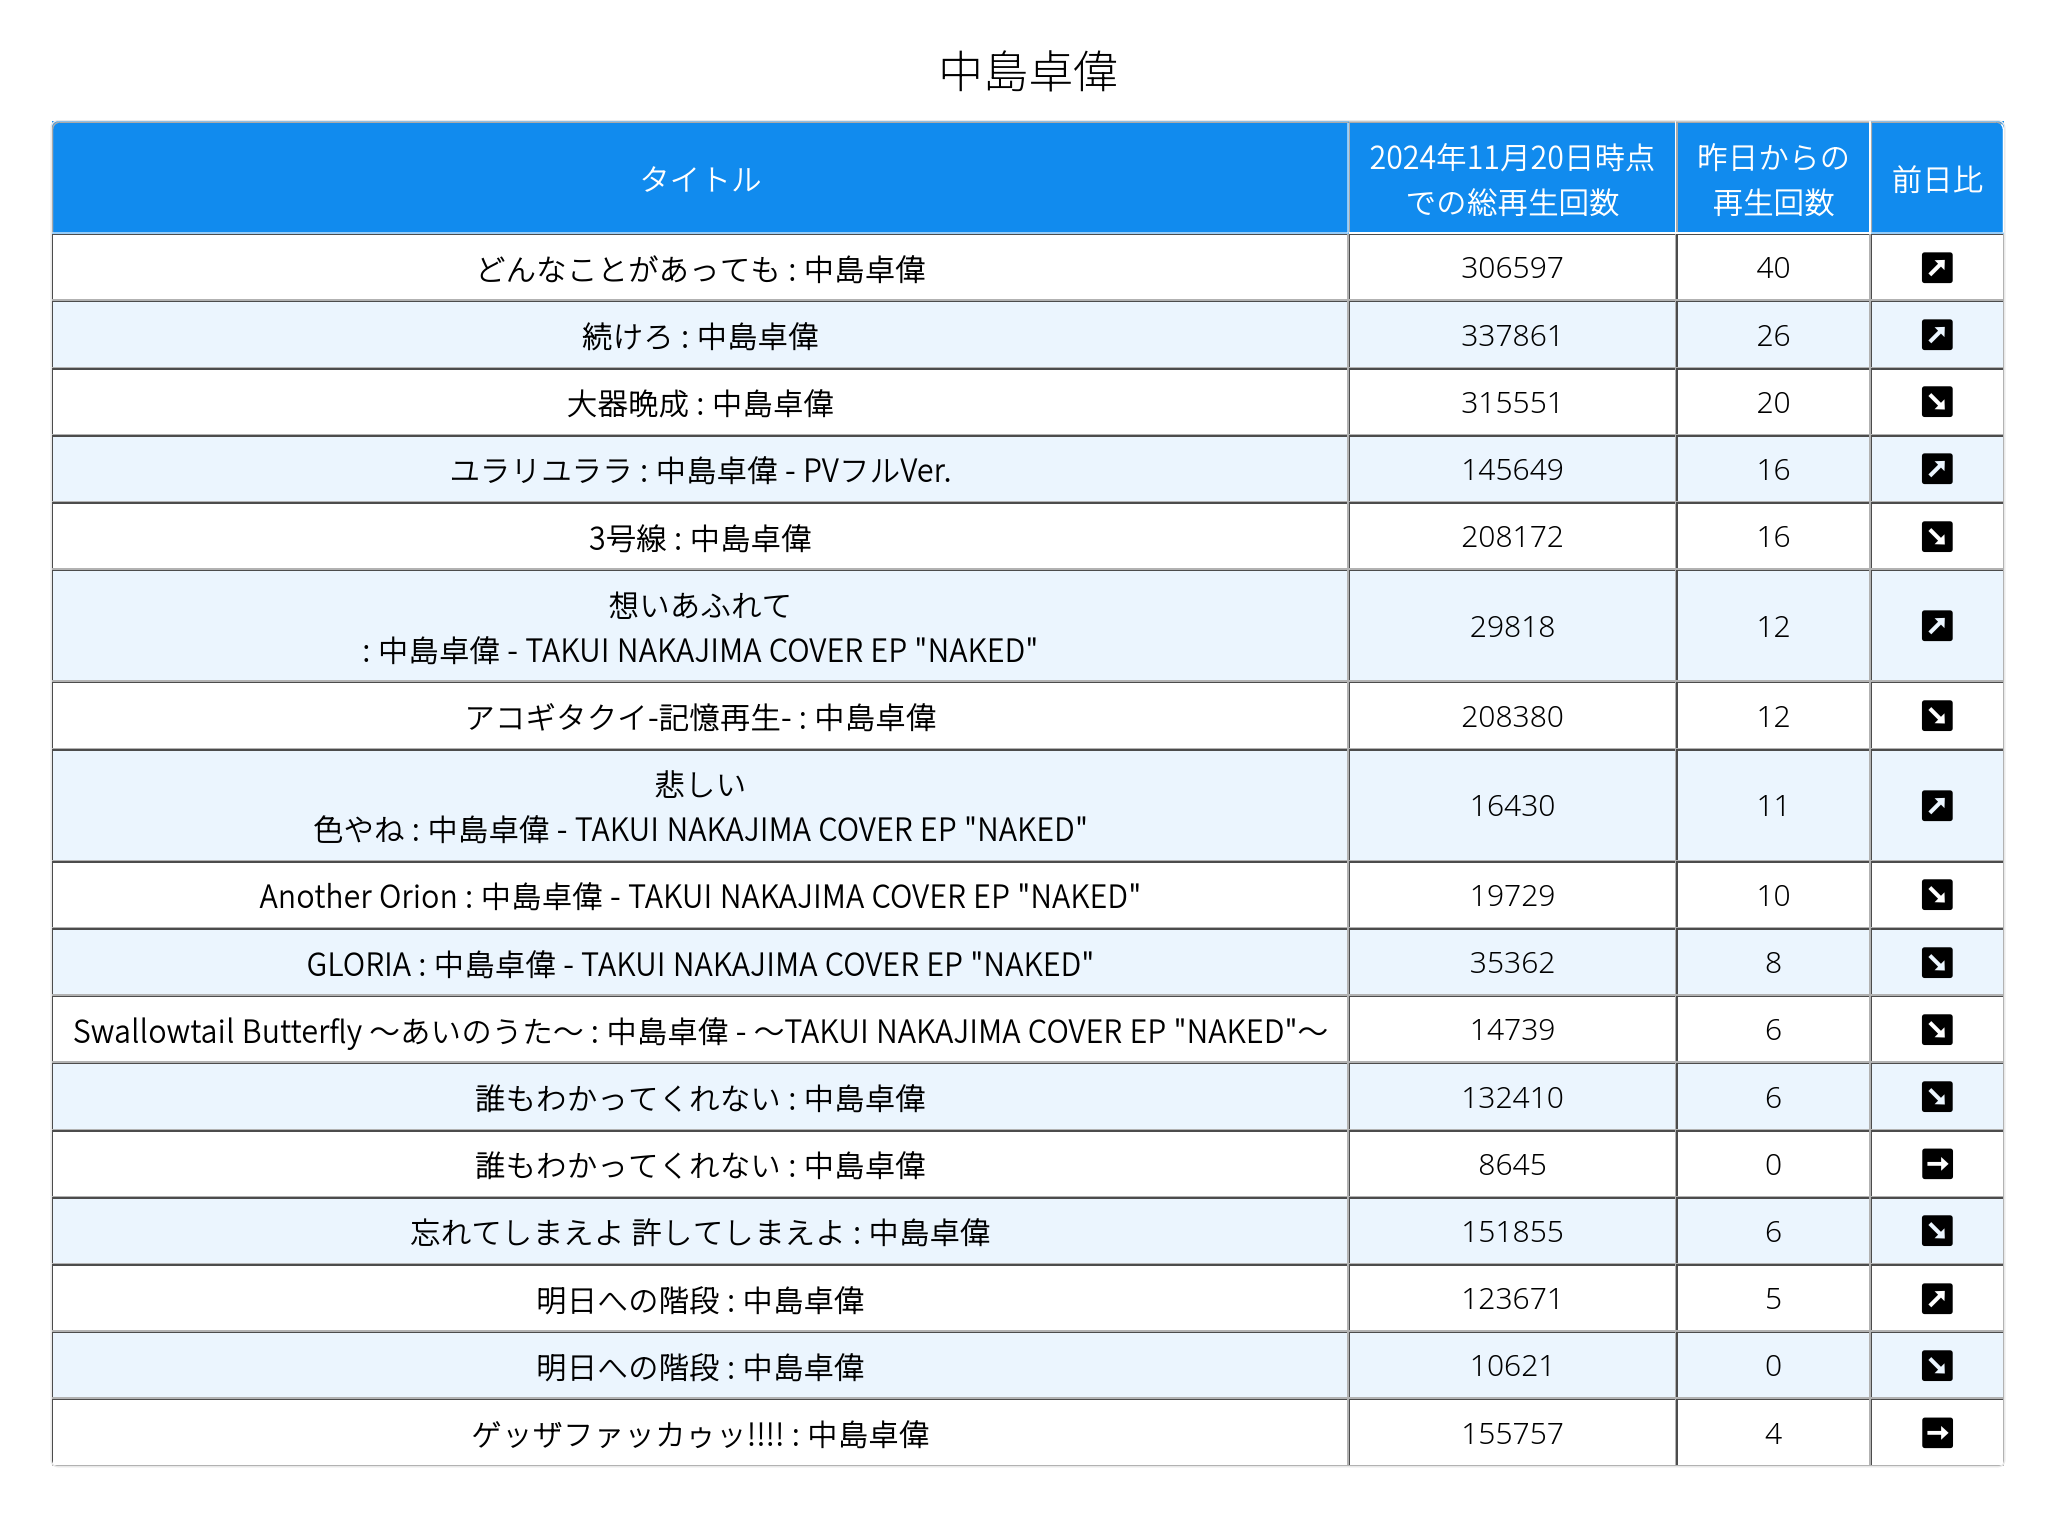 中島卓偉
タイトル 2024年11月20日時点 昨日からの 前日比
での総再生回数 再生回数
どんなことがあっても : 中島卓偉 306597 40
続けろ : 中島卓偉 337861 26
大器晩成 : 中島卓偉 315551 20
ユラリユララ : 中島卓偉 - PVフルVer. 145649 16
3号線 : 中島卓偉 208172 16
想いあふれて
: 中島卓偉 - TAKUI NAKAJIMA COVER EP "NAKED" 29818 12
アコギタクイ-記憶再生- : 中島卓偉 208380 12
悲しい
色やね : 中島卓偉 - TAKUI NAKAJIMA COVER EP "NAKED" 16430 11
Another Orion : 中島卓偉 - TAKUI NAKAJIMA COVER EP "NAKED" 19729 10
GLORIA : 中島卓偉 - TAKUI NAKAJIMA COVER EP "NAKED" 35362 8
Swallowtail Butterfly ～あいのうた～ : 中島卓偉 - ～TAKUI NAKAJIMA COVER EP "NAKED"～ 14739 6
誰もわかってくれない : 中島卓偉 132410 6
誰もわかってくれない : 中島卓偉 8645 0
忘れてしまえよ 許してしまえよ : 中島卓偉 151855 6
明日への階段 : 中島卓偉 123671 5
明日への階段 : 中島卓偉 10621 0
ゲッザファッカゥッ!!!! : 中島卓偉 155757 4